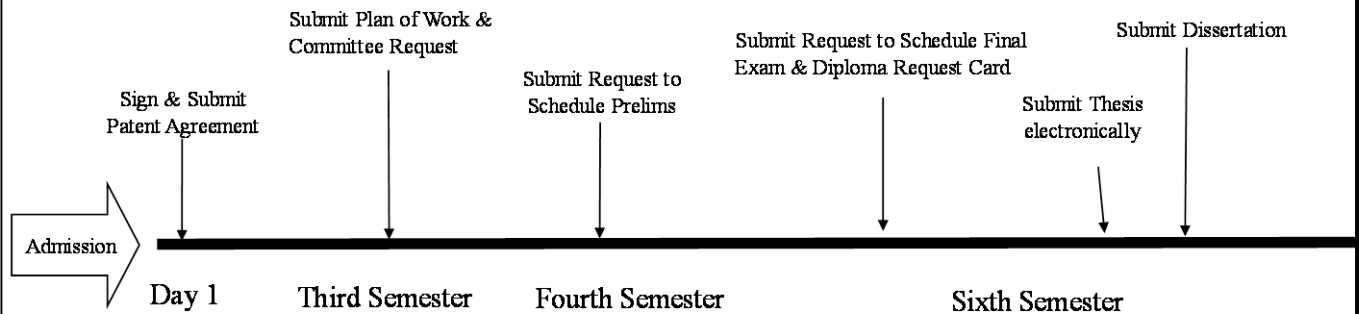 Submit Plan of Work &
Committee Request
Submit Request to Schedule Final
Exam & Diploma Request Card
Submit Dissertation
Submit Request to
Schedule Prelims
Sign & Submit
Patent Agreement
Submit Thesis
electronically
Admission
Day 1
Third Semester
Fourth Semester
Sixth Semester